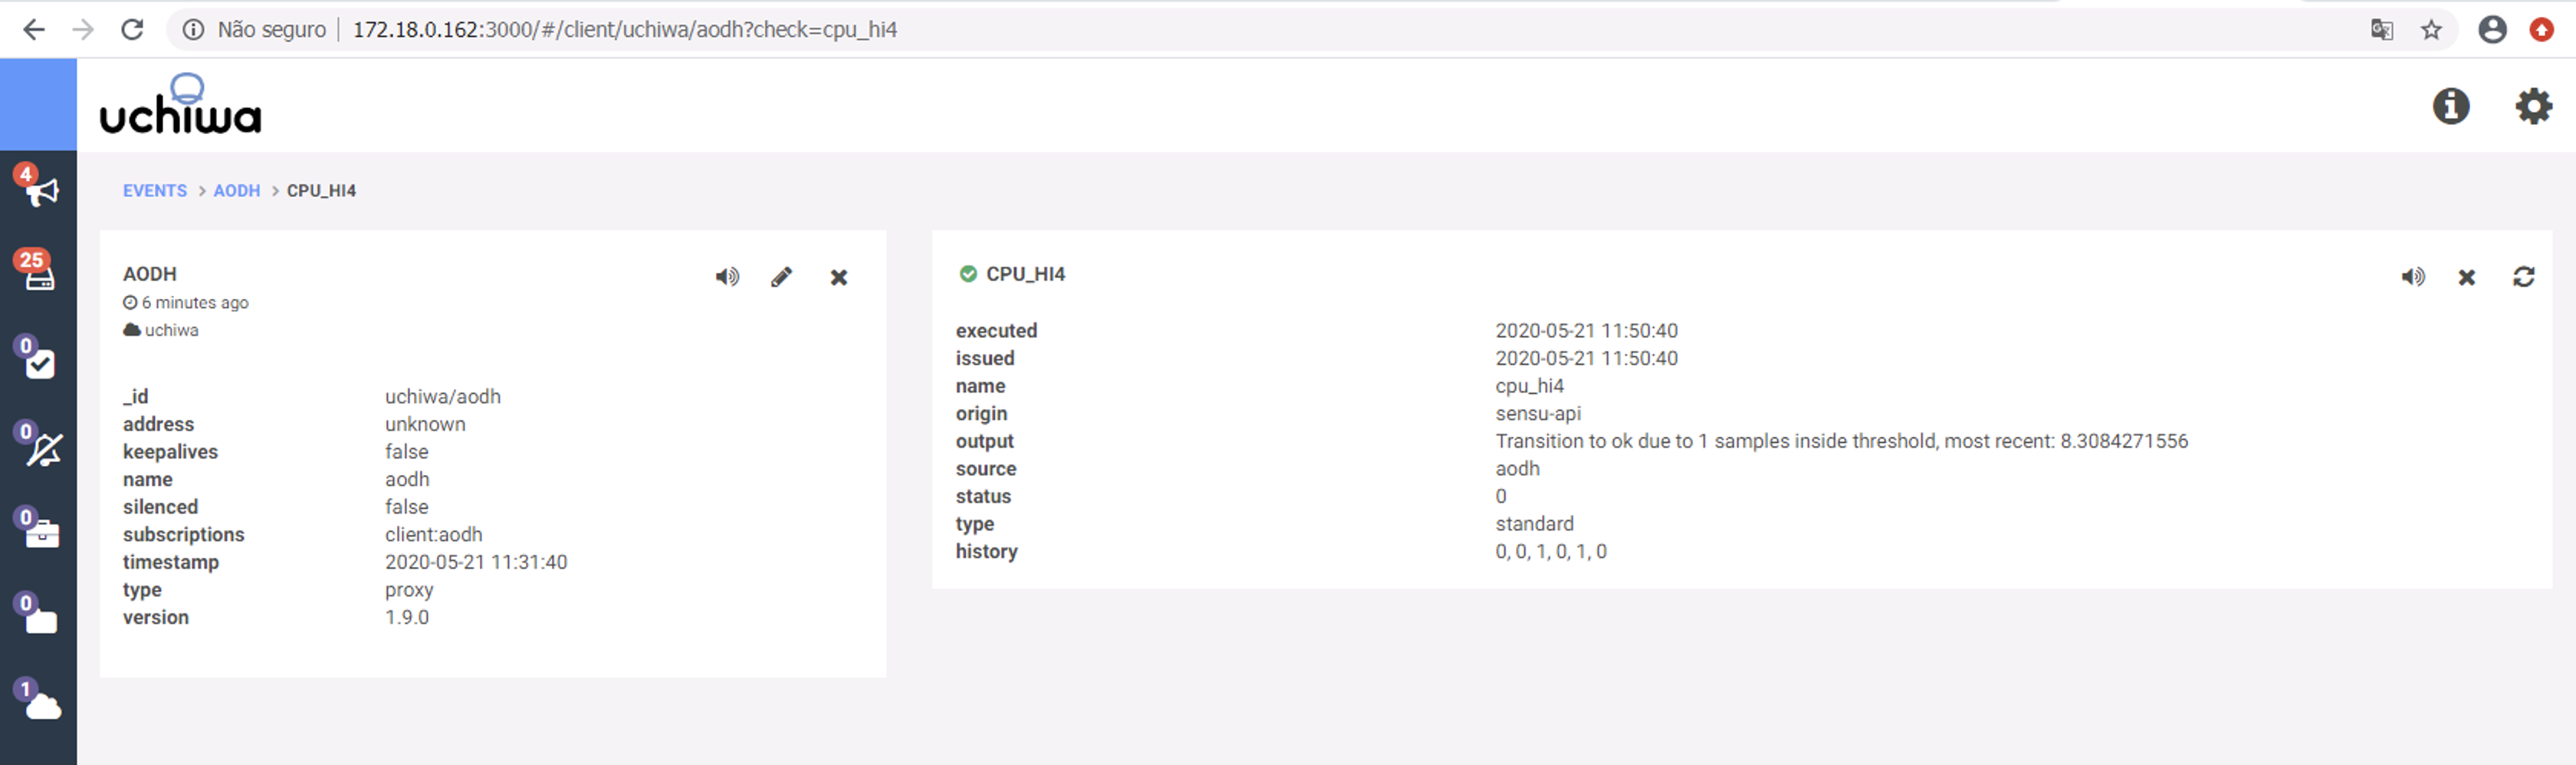 Não seguro 172.18.0.162:3000/#/client/uchiwa/aodh?check=cpu_hi4
uchiwa
4
25
0
0
0
0
1
EVENTS > AODH > CPU_HI4
AODH
6 minutes ago
uchiwa
_id uchiwa/aodh
address unknown
keepalives false
name aodh
silenced false
subscriptions client:aodh
timestamp 2020-05-21 11:31:40
type proxy
version 1.9.0
CPU_HI4
executed 2020-05-21 11:50:40
issued 2020-05-21 11:50:40
name cpu_hi4
origin sensu-api
output Transition to ok due to 1 samples inside threshold, most recent: 8.3084271556
source aodh
status 0
type standard
history 0, 0, 1, 0, 1, 0